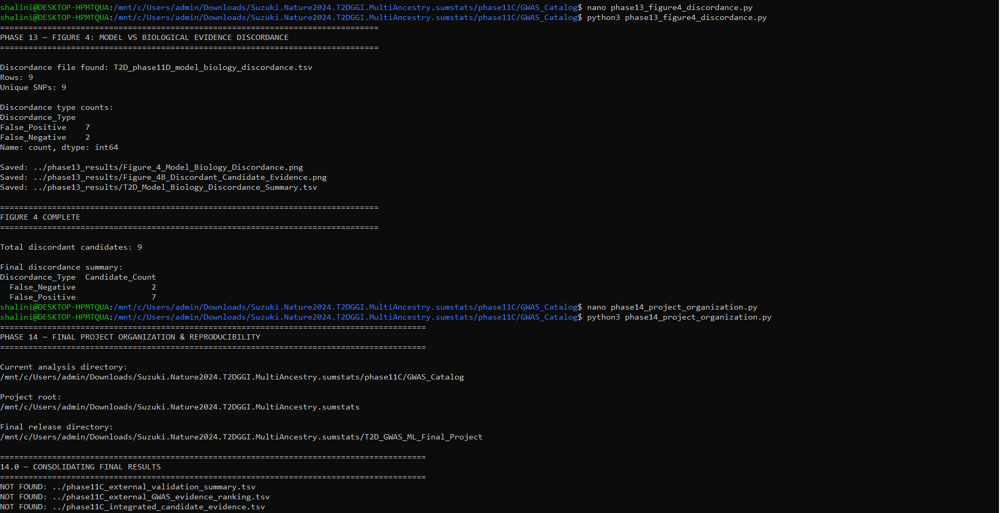 shalini@DESKTOP-HPMTQUA:/mnt/c/Users/admin/Downloads/Suzuki.Nature2024.T2DGGI.MultiAncestry.sumstats/phase11C/GWAS_Catalog$ nano phase13_figure4_discordance.py
shalini@DESKTOP-HPMTQUA:/mnt/c/Users/admin/Downloads/Suzuki.Nature2024.T2DGGI.MultiAncestry.sumstats/phase11C/GWAS_Catalog$ python3 phase13_figure4_discordance.py
================================================================================
PHASE 13 — FIGURE 4: MODEL VS BIOLOGICAL EVIDENCE DISCORDANCE
================================================================================
Discordance file found: T2D_phase11D_model_biology_discordance.tsv
Rows: 9
Unique SNPs: 9
Discordance type counts:
Discordance_Type
False_Positive    7
False_Negative    2
Name: count, dtype: int64
Saved: ../phase13_results/Figure_4_Model_Biology_Discordance.png
Saved: ../phase13_results/Figure_4B_Discordant_Candidate_Evidence.png
Saved: ../phase13_results/T2D_Model_Biology_Discordance_Summary.tsv
================================================================================
FIGURE 4 COMPLETE
================================================================================
Total discordant candidates: 9
Final discordance summary:
Discordance_Type  Candidate_Count
  False_Negative                2
  False_Positive                7
shalini@DESKTOP-HPMTQUA:/mnt/c/Users/admin/Downloads/Suzuki.Nature2024.T2DGGI.MultiAncestry.sumstats/phase11C/GWAS_Catalog$ nano phase14_project_organization.py
shalini@DESKTOP-HPMTQUA:/mnt/c/Users/admin/Downloads/Suzuki.Nature2024.T2DGGI.MultiAncestry.sumstats/phase11C/GWAS_Catalog$ python3 phase14_project_organization.py
==========================================================================================
PHASE 14 — FINAL PROJECT ORGANIZATION & REPRODUCIBILITY
==========================================================================================
Current analysis directory:
/mnt/c/Users/admin/Downloads/Suzuki.Nature2024.T2DGGI.MultiAncestry.sumstats/phase11C/GWAS_Catalog
Project root:
/mnt/c/Users/admin/Downloads/Suzuki.Nature2024.T2DGGI.MultiAncestry.sumstats
Final release directory:
/mnt/c/Users/admin/Downloads/Suzuki.Nature2024.T2DGGI.MultiAncestry.sumstats/T2D_GWAS_ML_Final_Project
==========================================================================================
14.0 — CONSOLIDATING FINAL RESULTS
==========================================================================================
NOT FOUND: ../phase11C_external_validation_summary.tsv
NOT FOUND: ../phase11C_external_GWAS_evidence_ranking.tsv
NOT FOUND: ../phase11C_integrated_candidate_evidence.tsv